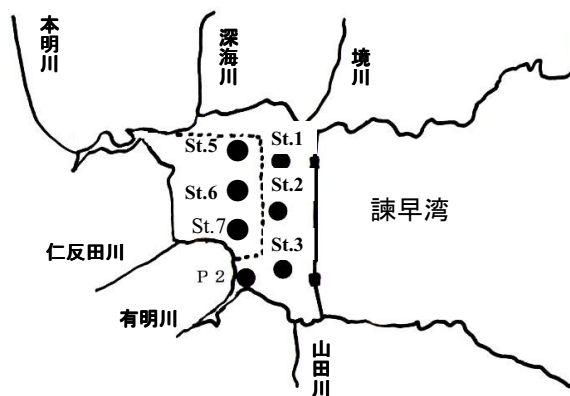 本明川
深海川
境川
St.5
St.1
St.6
St.2
諫早湾
St.7
St.3
仁反田川
P 2
有明川
山田川